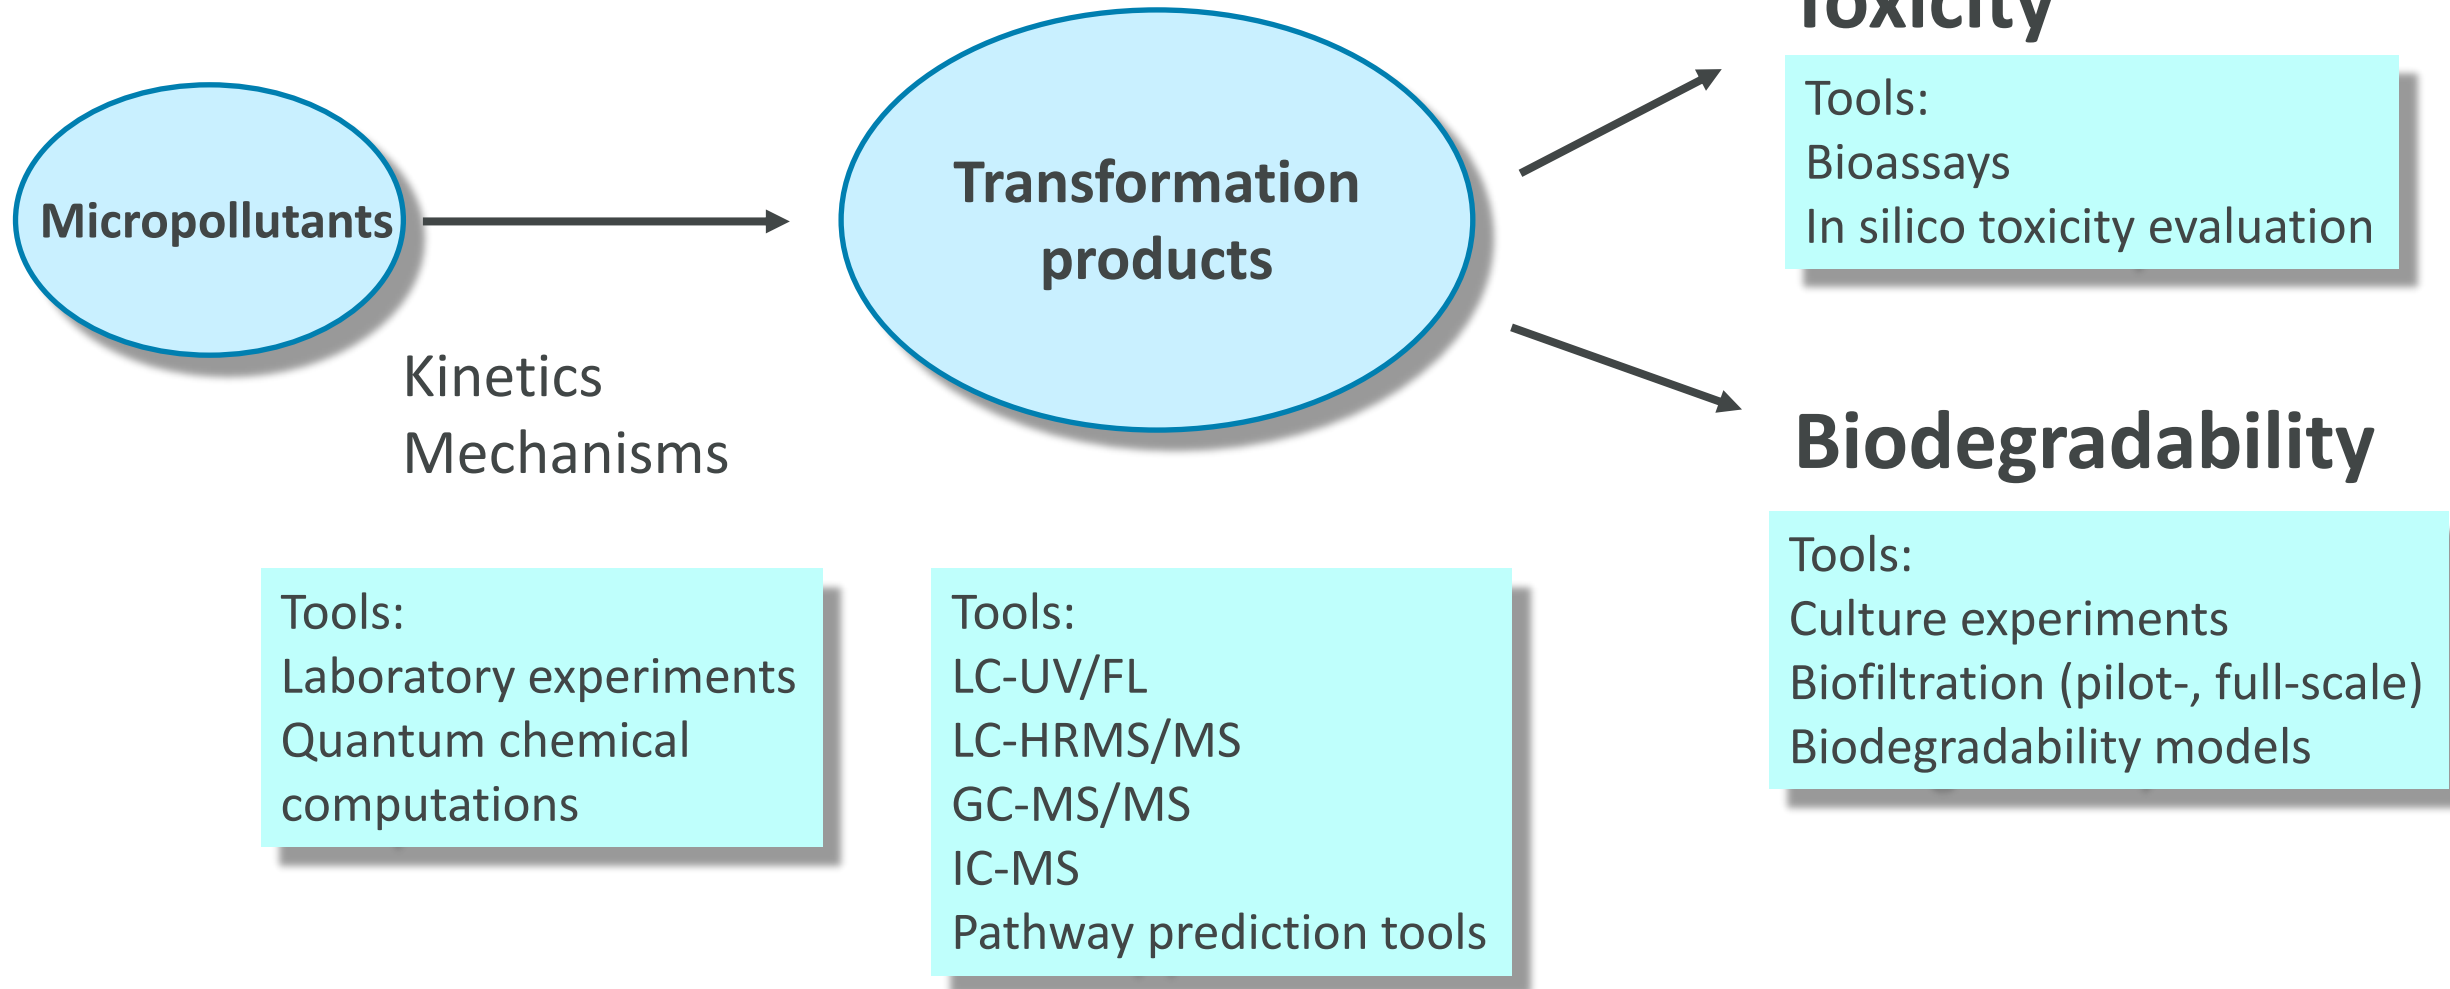 Toxicity
Tools:
Bioassays
In silico toxicity evaluation
Micropollutants
Transformation
products
Kinetics
Mechanisms
Biodegradability
Tools:
Laboratory experiments
Quantum chemical
computations
Tools:
LC-UV/FL
LC-HRMS/MS
GC-MS/MS
IC-MS
Pathway prediction tools
Tools:
Culture experiments
Biofiltration (pilot-, full-scale)
Biodegradability models